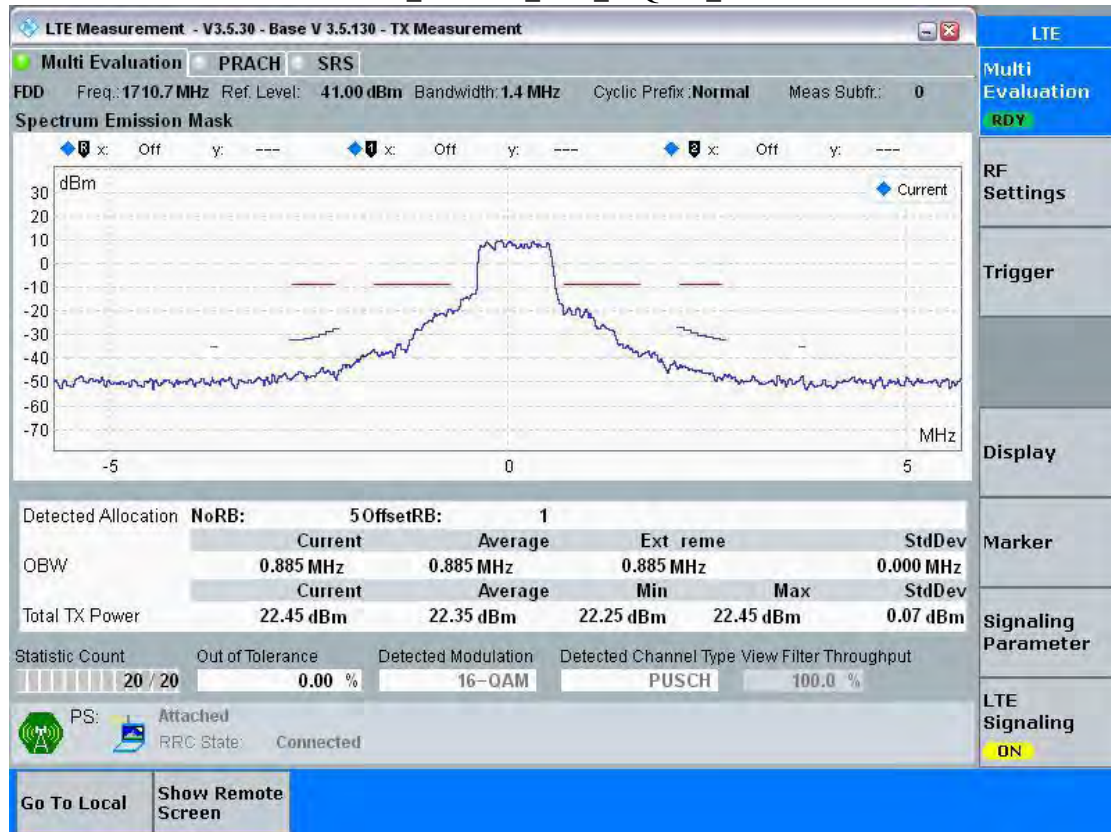 LTE Measurement - V3.5.30 - Base V 3.5.130 - TX Measurement
LTE
Multi Evaluation PRACH SRS
Multi
Evaluation
RDY
FDD Freq.: 1710.7 MHz Ref. Level: 41.00 dBm Bandwidth: 1.4 MHz Cyclic Prefix : Normal Meas Subfr.: 0
Spectrum Emission Mask
R x: Off y: --- 1 x: Off y: --- 2 x: Off y: ---
dBm
Current
30
20
10
0
-10
-20
-30
-40
-50
-60
-70
MHz
-5 0 5
RF
Settings
Trigger
Display
Marker
Signaling
Parameter
LTE
Signaling
ON
Detected Allocation NoRB: 5 OffsetRB: 1
Current Average Ext reme StdDev
OBW 0.885 MHz 0.885 MHz 0.885 MHz 0.000 MHz
Current Average Min Max StdDev
Total TX Power 22.45 dBm 22.35 dBm 22.25 dBm 22.45 dBm 0.07 dBm
Statistic Count Out of Tolerance Detected Modulation Detected Channel Type View Filter Throughput
20 / 20 0.00 % 16-QAM PUSCH 100.0 %
PS: Attached
RRC State: Connected
Go To Local
Show Remote
Screen